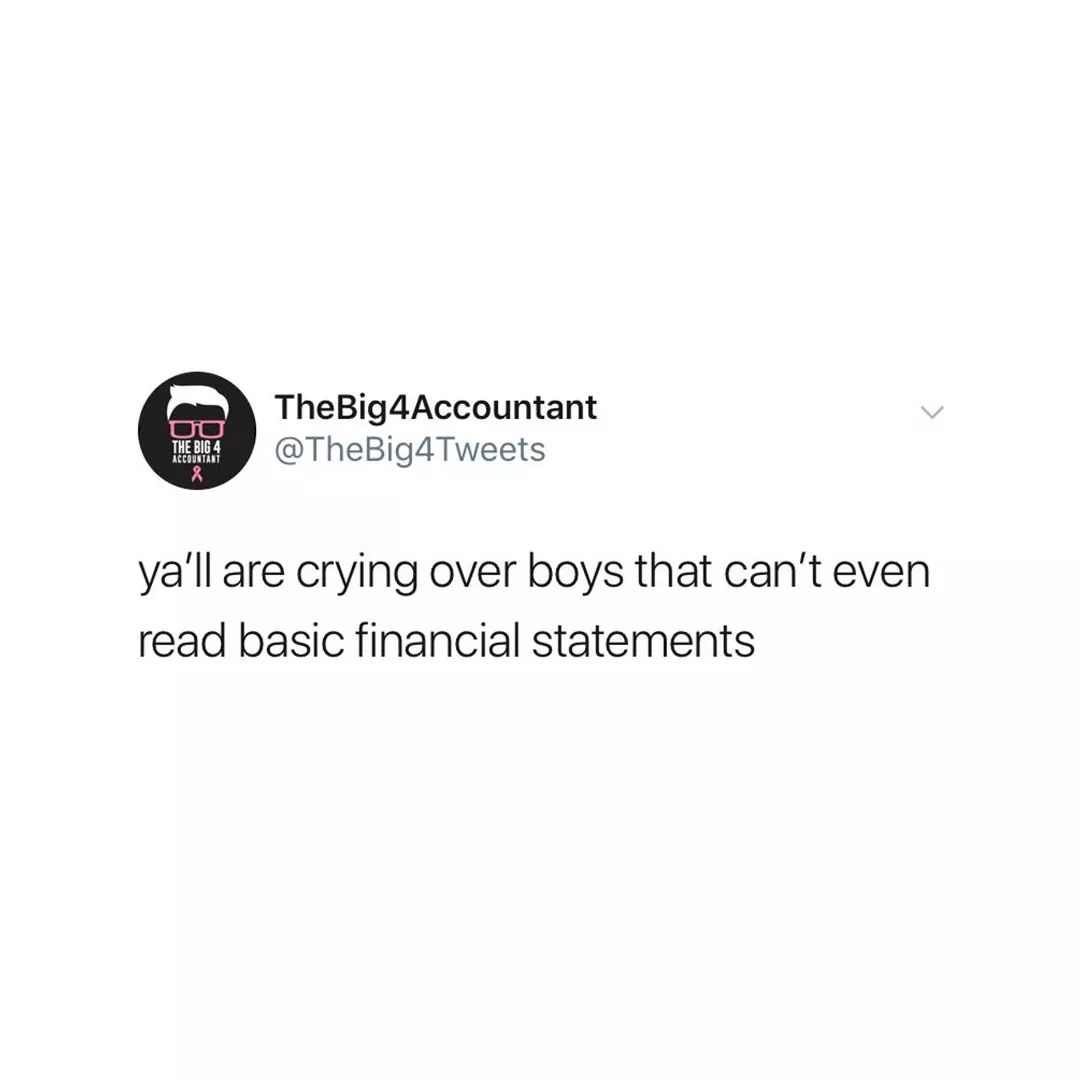 THE BIG 4
ACCOUNTANT
TheBig4Accountant
@TheBig4Tweets
ya’ll are crying over boys that can’t even
read basic financial statements